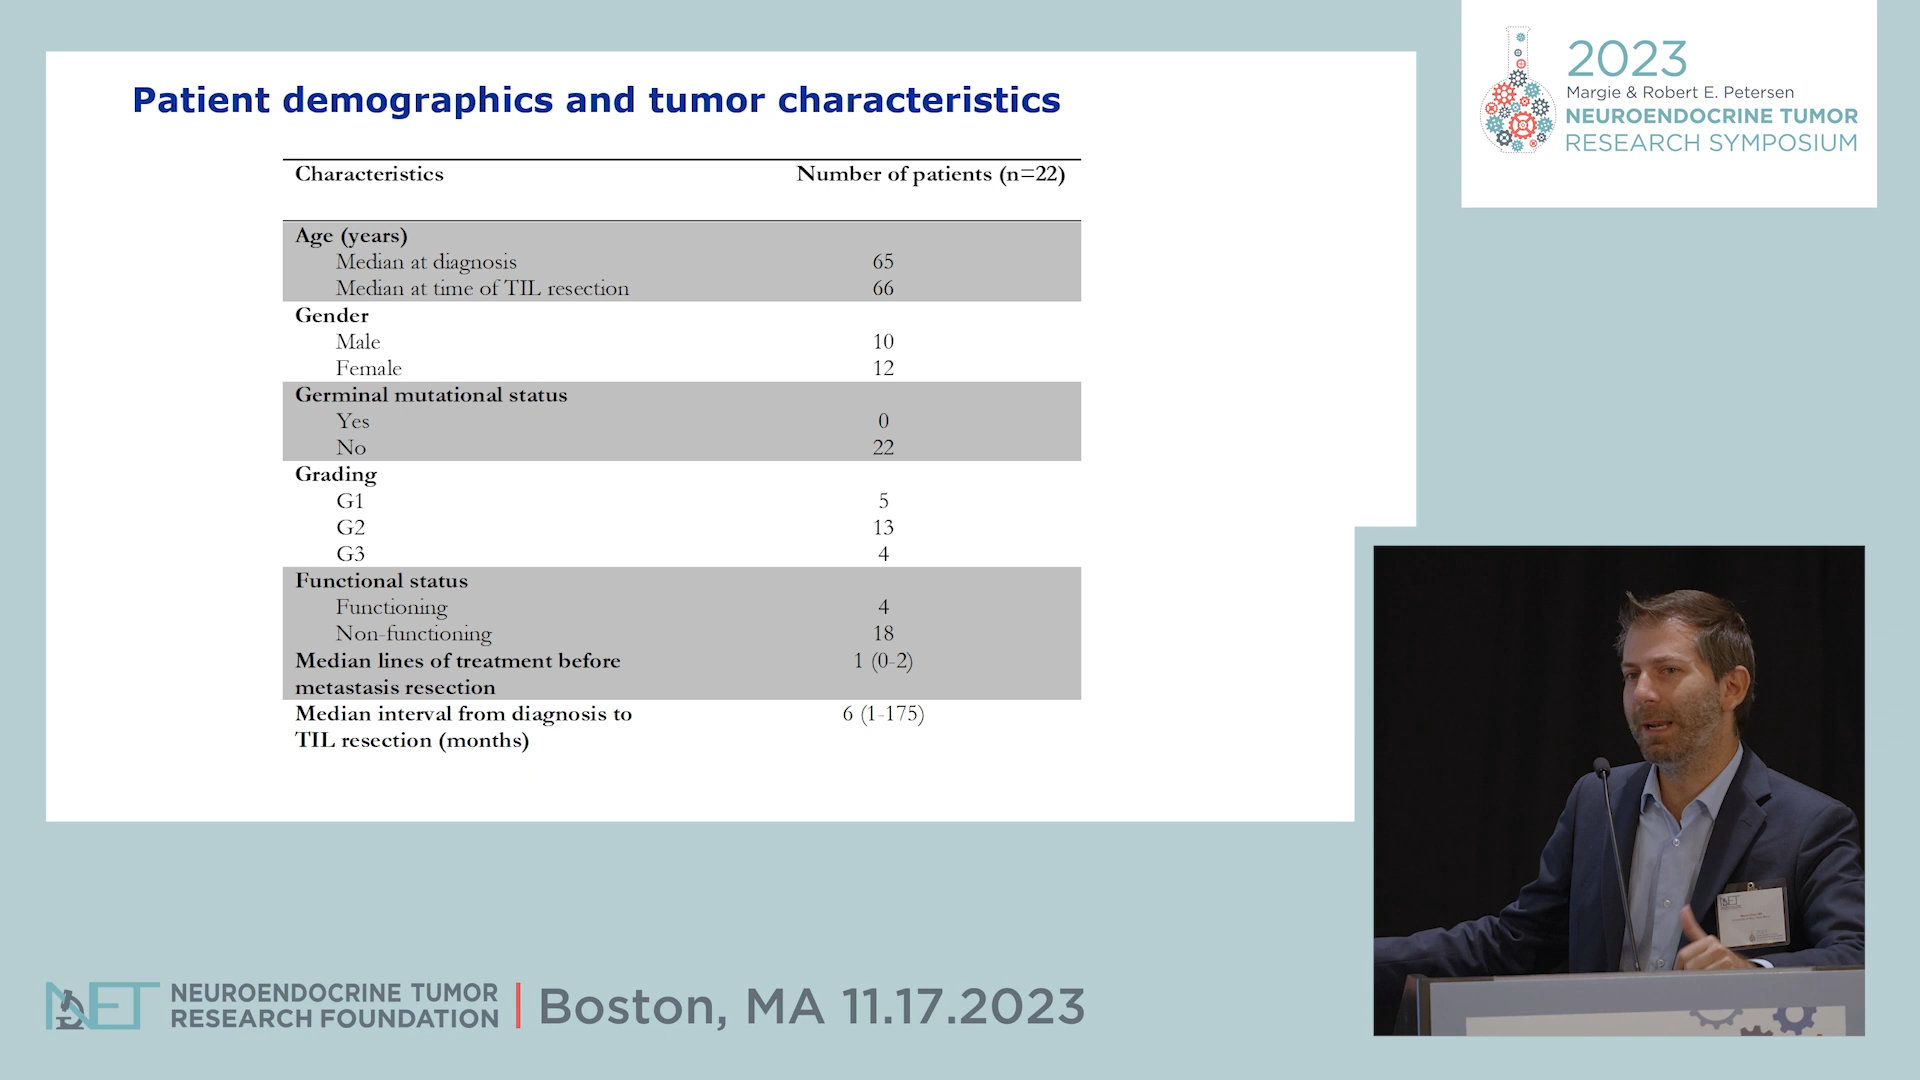 Patient demographics and tumor characteristics
Characteristics Number of patients (n=22)
Age (years)
Median at diagnosis 65
Median at time of TIL resection 66
Gender
Male 10
Female 12
Germinal mutational status
Yes 0
No 22
Grading
G1 5
G2 13
G3 4
Functional status
Functioning 4
Non-functioning 18
Median lines of treatment before 1 (0-2)
metastasis resection
Median interval from diagnosis to 6 (1-175)
TIL resection (months)
2023
Margie & Robert E. Petersen
NEUROENDOCRINE TUMOR
RESEARCH SYMPOSIUM
NET
NET NEUROENDOCRINE TUMOR
RESEARCH FOUNDATION
Boston, MA 11.17.2023